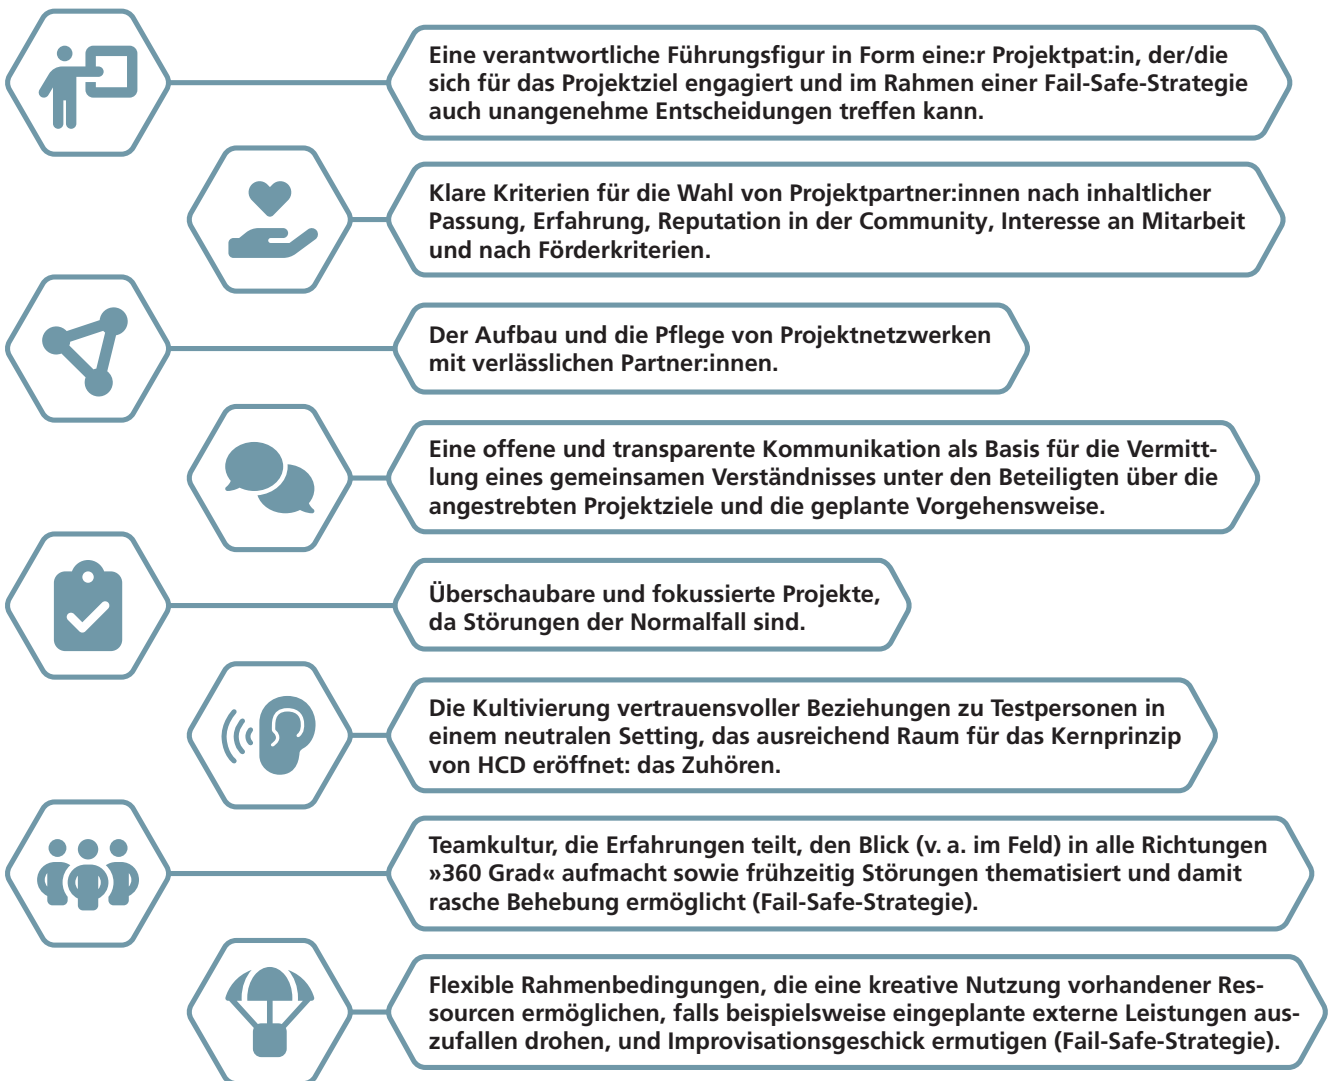 Eine verantwortliche Führungsfigur in Form eine:r Projektpat:in, der/die
sich für das Projektziel engagiert und im Rahmen einer Fail-Safe-Strategie
auch unangenehme Entscheidungen treffen kann.
Klare Kriterien für die Wahl von Projektpartner:innen nach inhaltlicher
Passung, Erfahrung, Reputation in der Community, Interesse an Mitarbeit
und nach Förderkriterien.
Der Aufbau und die Pflege von Projektnetzwerken
mit verlässlichen Partner:innen.
Eine offene und transparente Kommunikation als Basis für die Vermitt-
lung eines gemeinsamen Verständnisses unter den Beteiligten über die
angestrebten Projektziele und die geplante Vorgehensweise.
Überschaubare und fokussierte Projekte,
da Störungen der Normalfall sind.
Die Kultivierung vertrauensvoller Beziehungen zu Testpersonen in
einem neutralen Setting, das ausreichend Raum für das Kernprinzip
von HCD eröffnet: das Zuhören.
Teamkultur, die Erfahrungen teilt, den Blick (v. a. im Feld) in alle Richtungen
»360 Grad« aufmacht sowie frühzeitig Störungen thematisiert und damit
rasche Behebung ermöglicht (Fail-Safe-Strategie).
Flexible Rahmenbedingungen, die eine kreative Nutzung vorhandener Res-
sourcen ermöglichen, falls beispielsweise eingeplante externe Leistungen aus-
zufallen drohen, und Improvisationsgeschick ermutigen (Fail-Safe-Strategie).